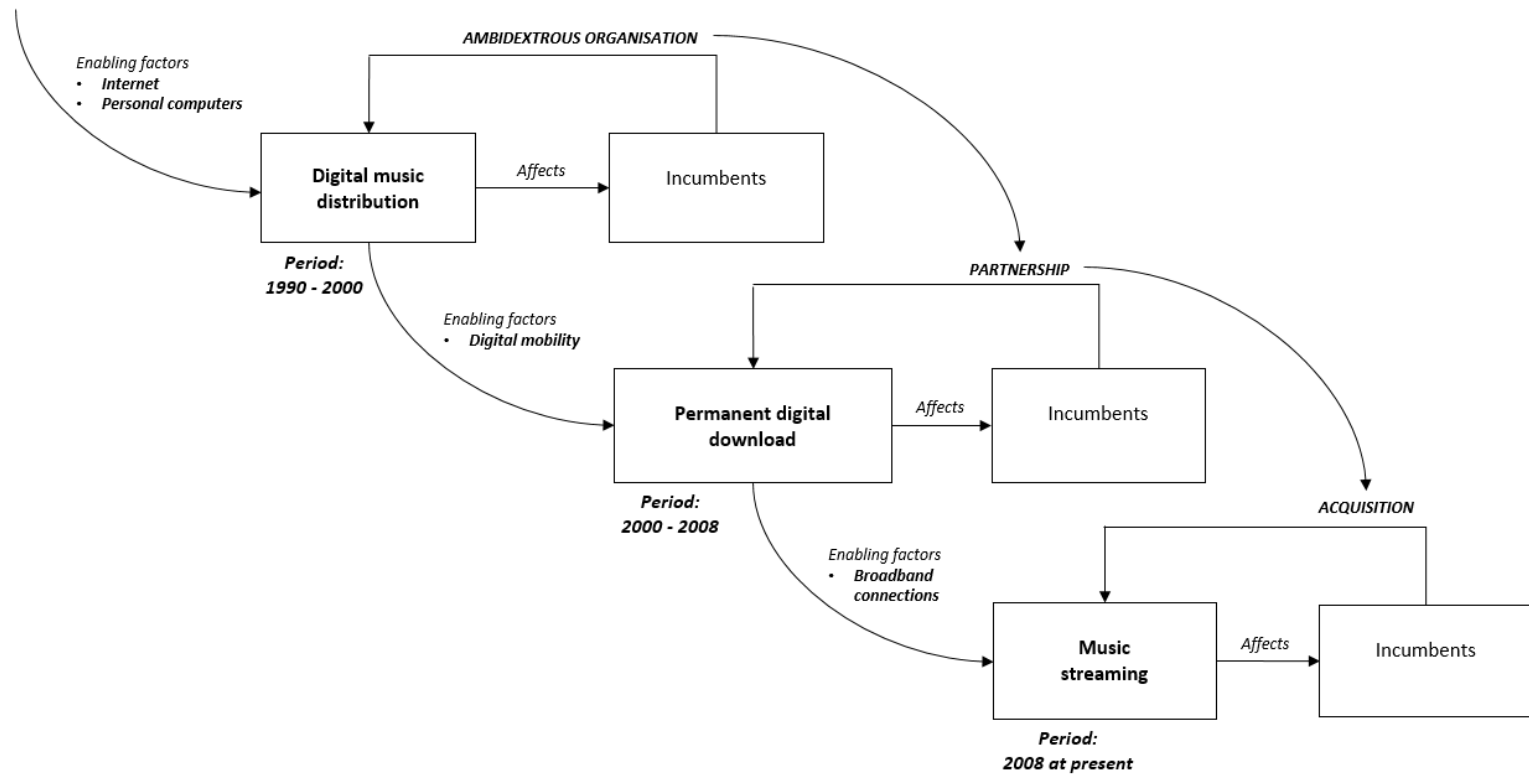 AMBIDEXTROUS ORGANISATION
Enabling factors
• Internet
• Personal computers
Digital music
distribution
Affects
Incumbents
Period:
1990 - 2000
PARTNERSHIP
Enabling factors
• Digital mobility
Permanent digital
download
Affects
Incumbents
Period:
2000 - 2008
ACQUISITION
Enabling factors
• Broadband
connections
Music
streaming
Affects
Incumbents
Period:
2008 at present